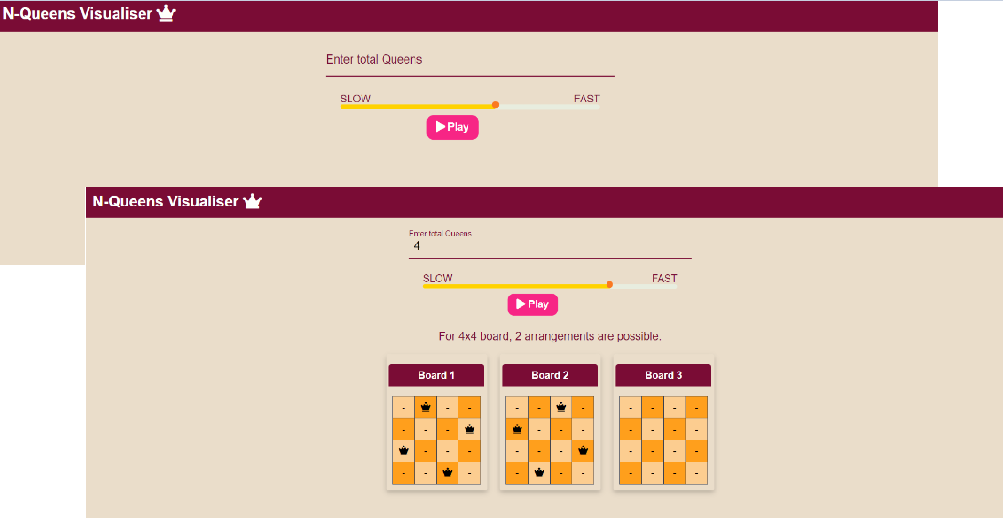 N-Queens Visualiser
Enter total Queens
SLOW FAST
Play
N-Queens Visualiser
Enter total Queens
4
SLOW FAST
Play
For 4x4 board, 2 arrangements are possible.
Board 1 Board 2 Board 3
- - - - - - - - - -
- - - - - - - - - -
- - - - - - - - - -
- - - - - - - - - -